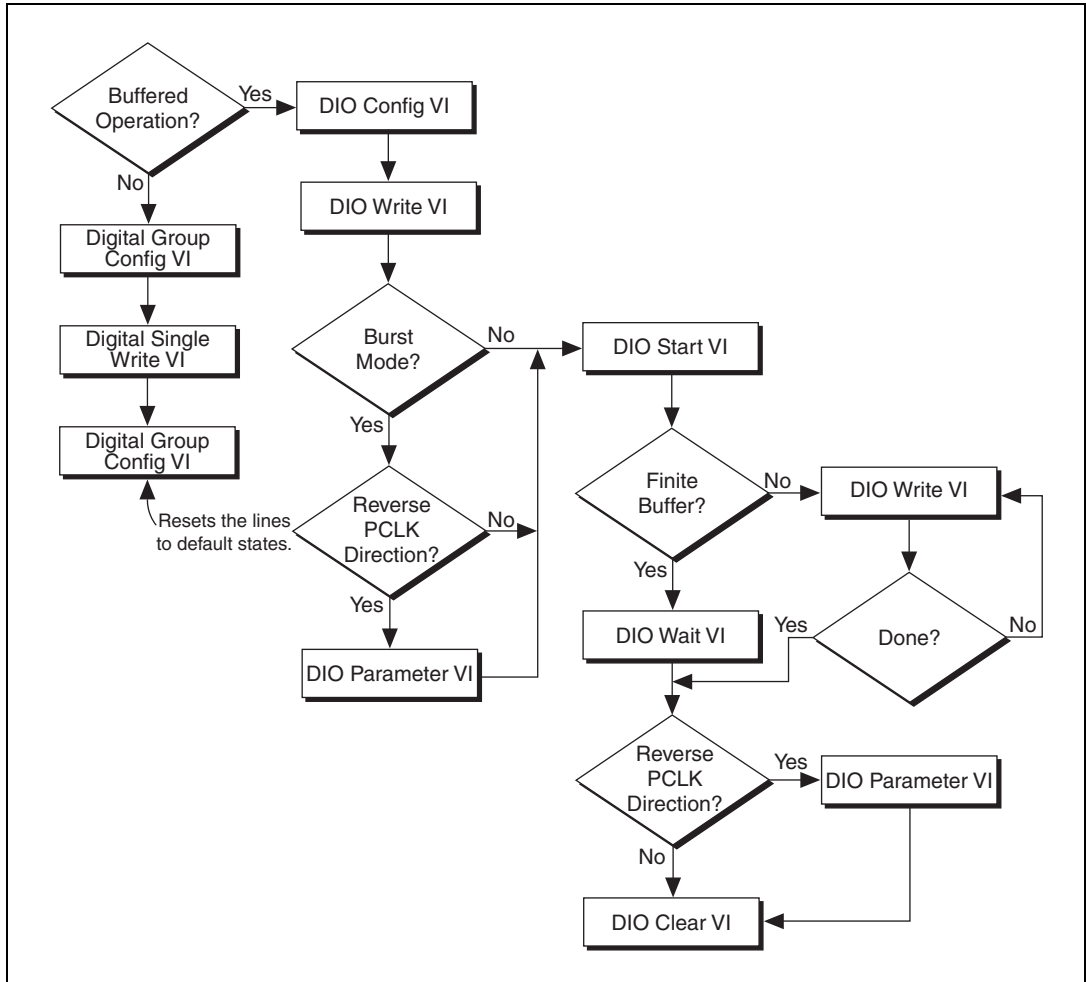 Buffered
Operation?
Yes
DIO Config VI
No
DIO Write VI
Digital Group
Config VI
Digital Single
Write VI
Digital Group
Config VI
Resets the lines
to default states.
Burst
Mode?
No
Yes
Reverse
PCLK
Direction?
No
Yes
DIO Parameter VI
DIO Start VI
Finite
Buffer?
No
DIO Write VI
Yes
DIO Wait VI
Yes
Done?
No
Reverse
PCLK
Direction?
Yes
DIO Parameter VI
No
DIO Clear VI